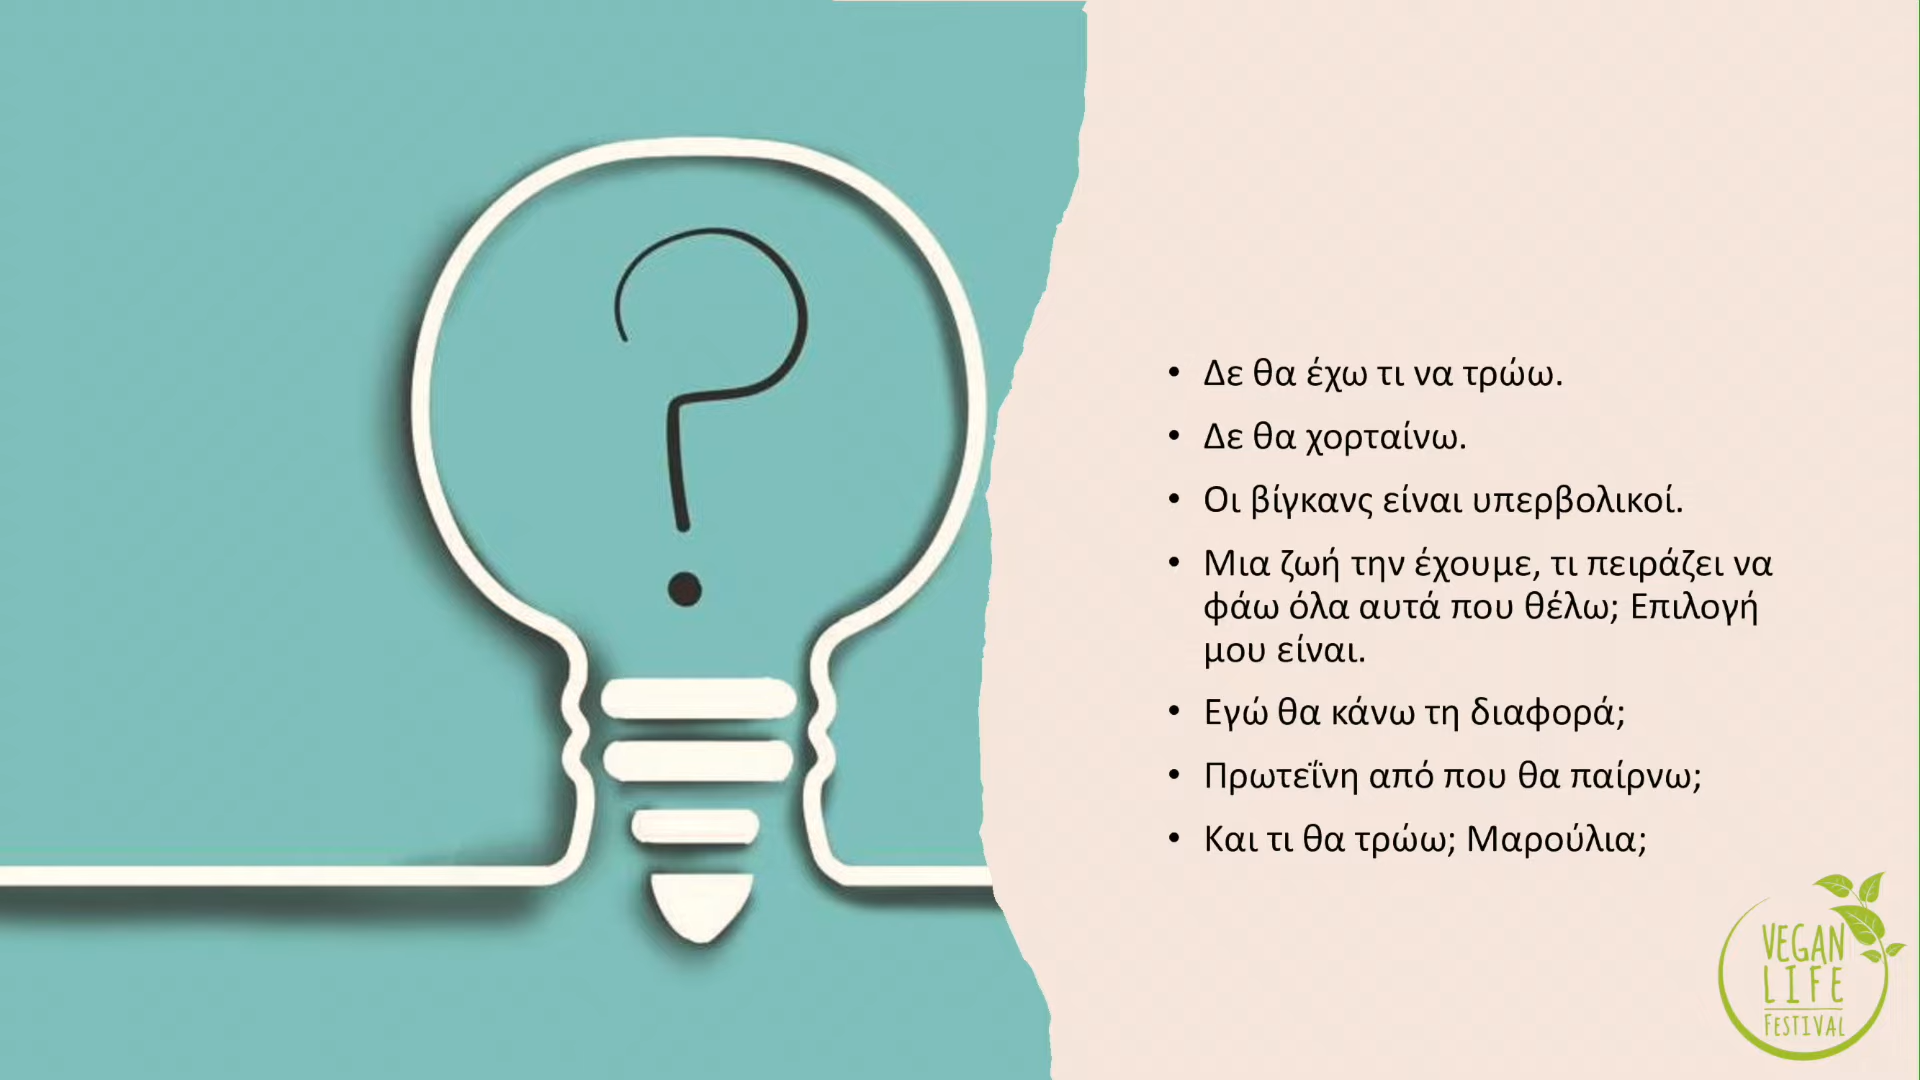 • Δε θα έχω τι να τρώω.
• Δε θα χορταίνω.
• Οι βίγκανς είναι υπερβολικοί.
• Μια ζωή την έχουμε, τι πειράζει να
φάω όλα αυτά που θέλω; Επιλογή
μου είναι.
• Εγώ θα κάνω τη διαφορά;
• Πρωτεΐνη από που θα παίρνω;
• Και τι θα τρώω; Μαρούλια;
VEGAN
LIFE
FESTIVAL